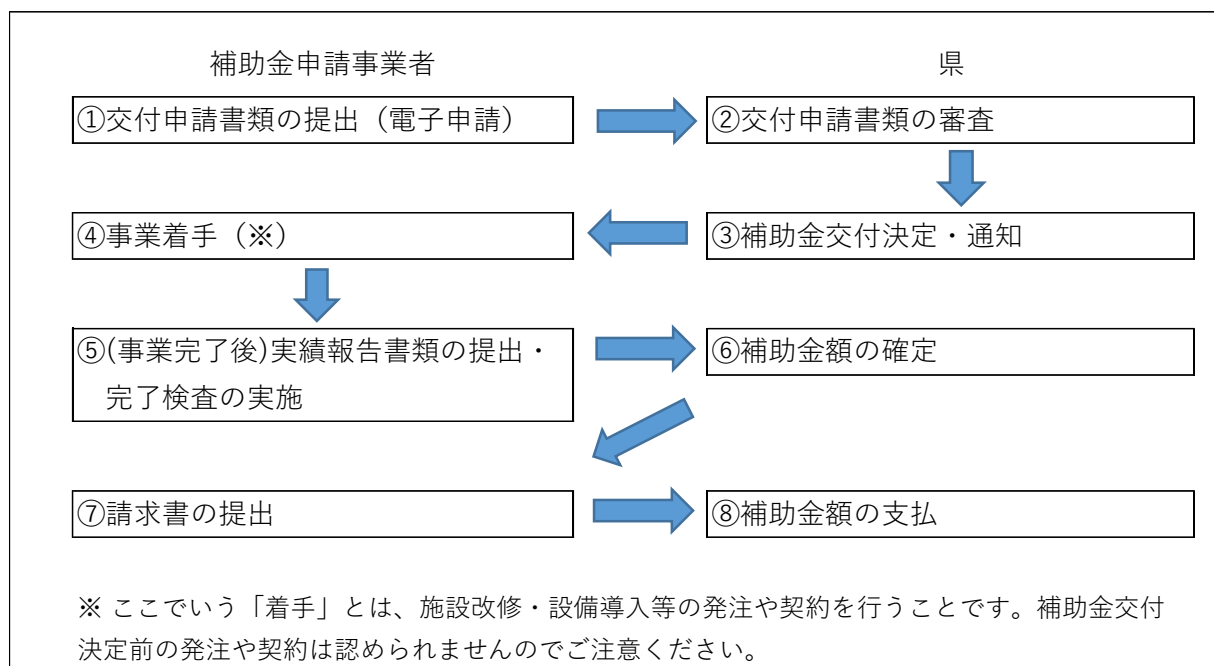 補助金申請事業者
県
①交付申請書類の提出（電子申請）
②交付申請書類の審査
④事業着手（※）
③補助金交付決定・通知
⑤(事業完了後)実績報告書類の提出・
完了検査の実施
⑥補助金額の確定
⑦請求書の提出
⑧補助金額の支払
※ ここでいう「着手」とは、施設改修・設備導入等の発注や契約を行うことです。補助金交付
決定前の発注や契約は認められませんのでご注意ください。